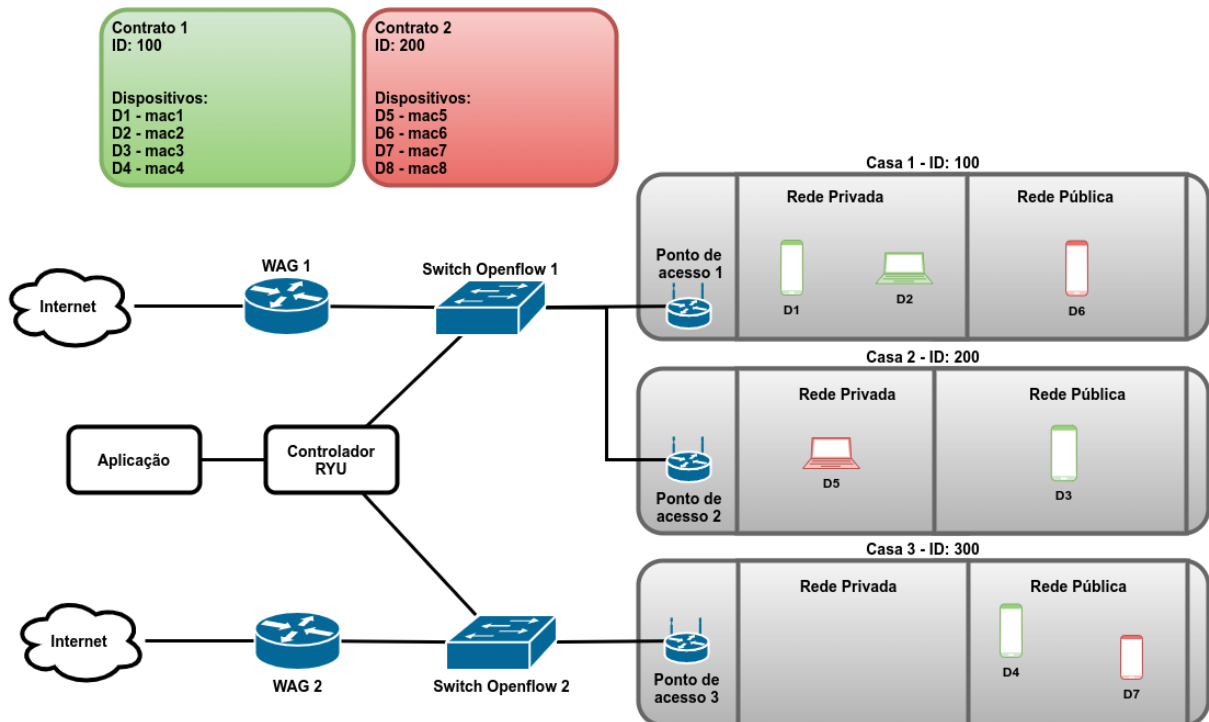 Contrato 1
ID: 100
Dispositivos:
D1 - mac1
D2 - mac2
D3 - mac3
D4 - mac4
Contrato 2
ID: 200
Dispositivos:
D5 - mac5
D6 - mac6
D7 - mac7
D8 - mac8
Casa 1 - ID: 100
Rede Privada
Rede Pública
Ponto de
acesso 1
D1
D2
D6
WAG 1
Switch Openflow 1
Internet
Casa 2 - ID: 200
Rede Privada
Rede Pública
Ponto de
acesso 2
D5
D3
Aplicação
Controlador
RYU
Casa 3 - ID: 300
Rede Privada
Rede Pública
Ponto de
acesso 3
D4
D7
Internet
WAG 2
Switch Openflow 2